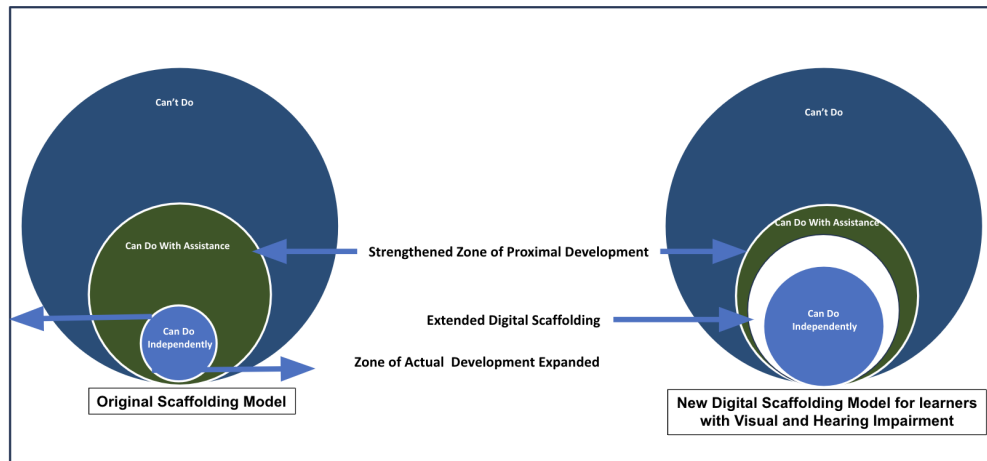 Can't Do
Can Do With Assistance
Can Do
Independently
Original Scaffolding Model
Strengthened Zone of Proximal Development
Extended Digital Scaffolding
Zone of Actual  Development Expanded
Can't Do
Can Do With Assistance
Can Do
Independently
New Digital Scaffolding Model for learners
with Visual and Hearing Impairment